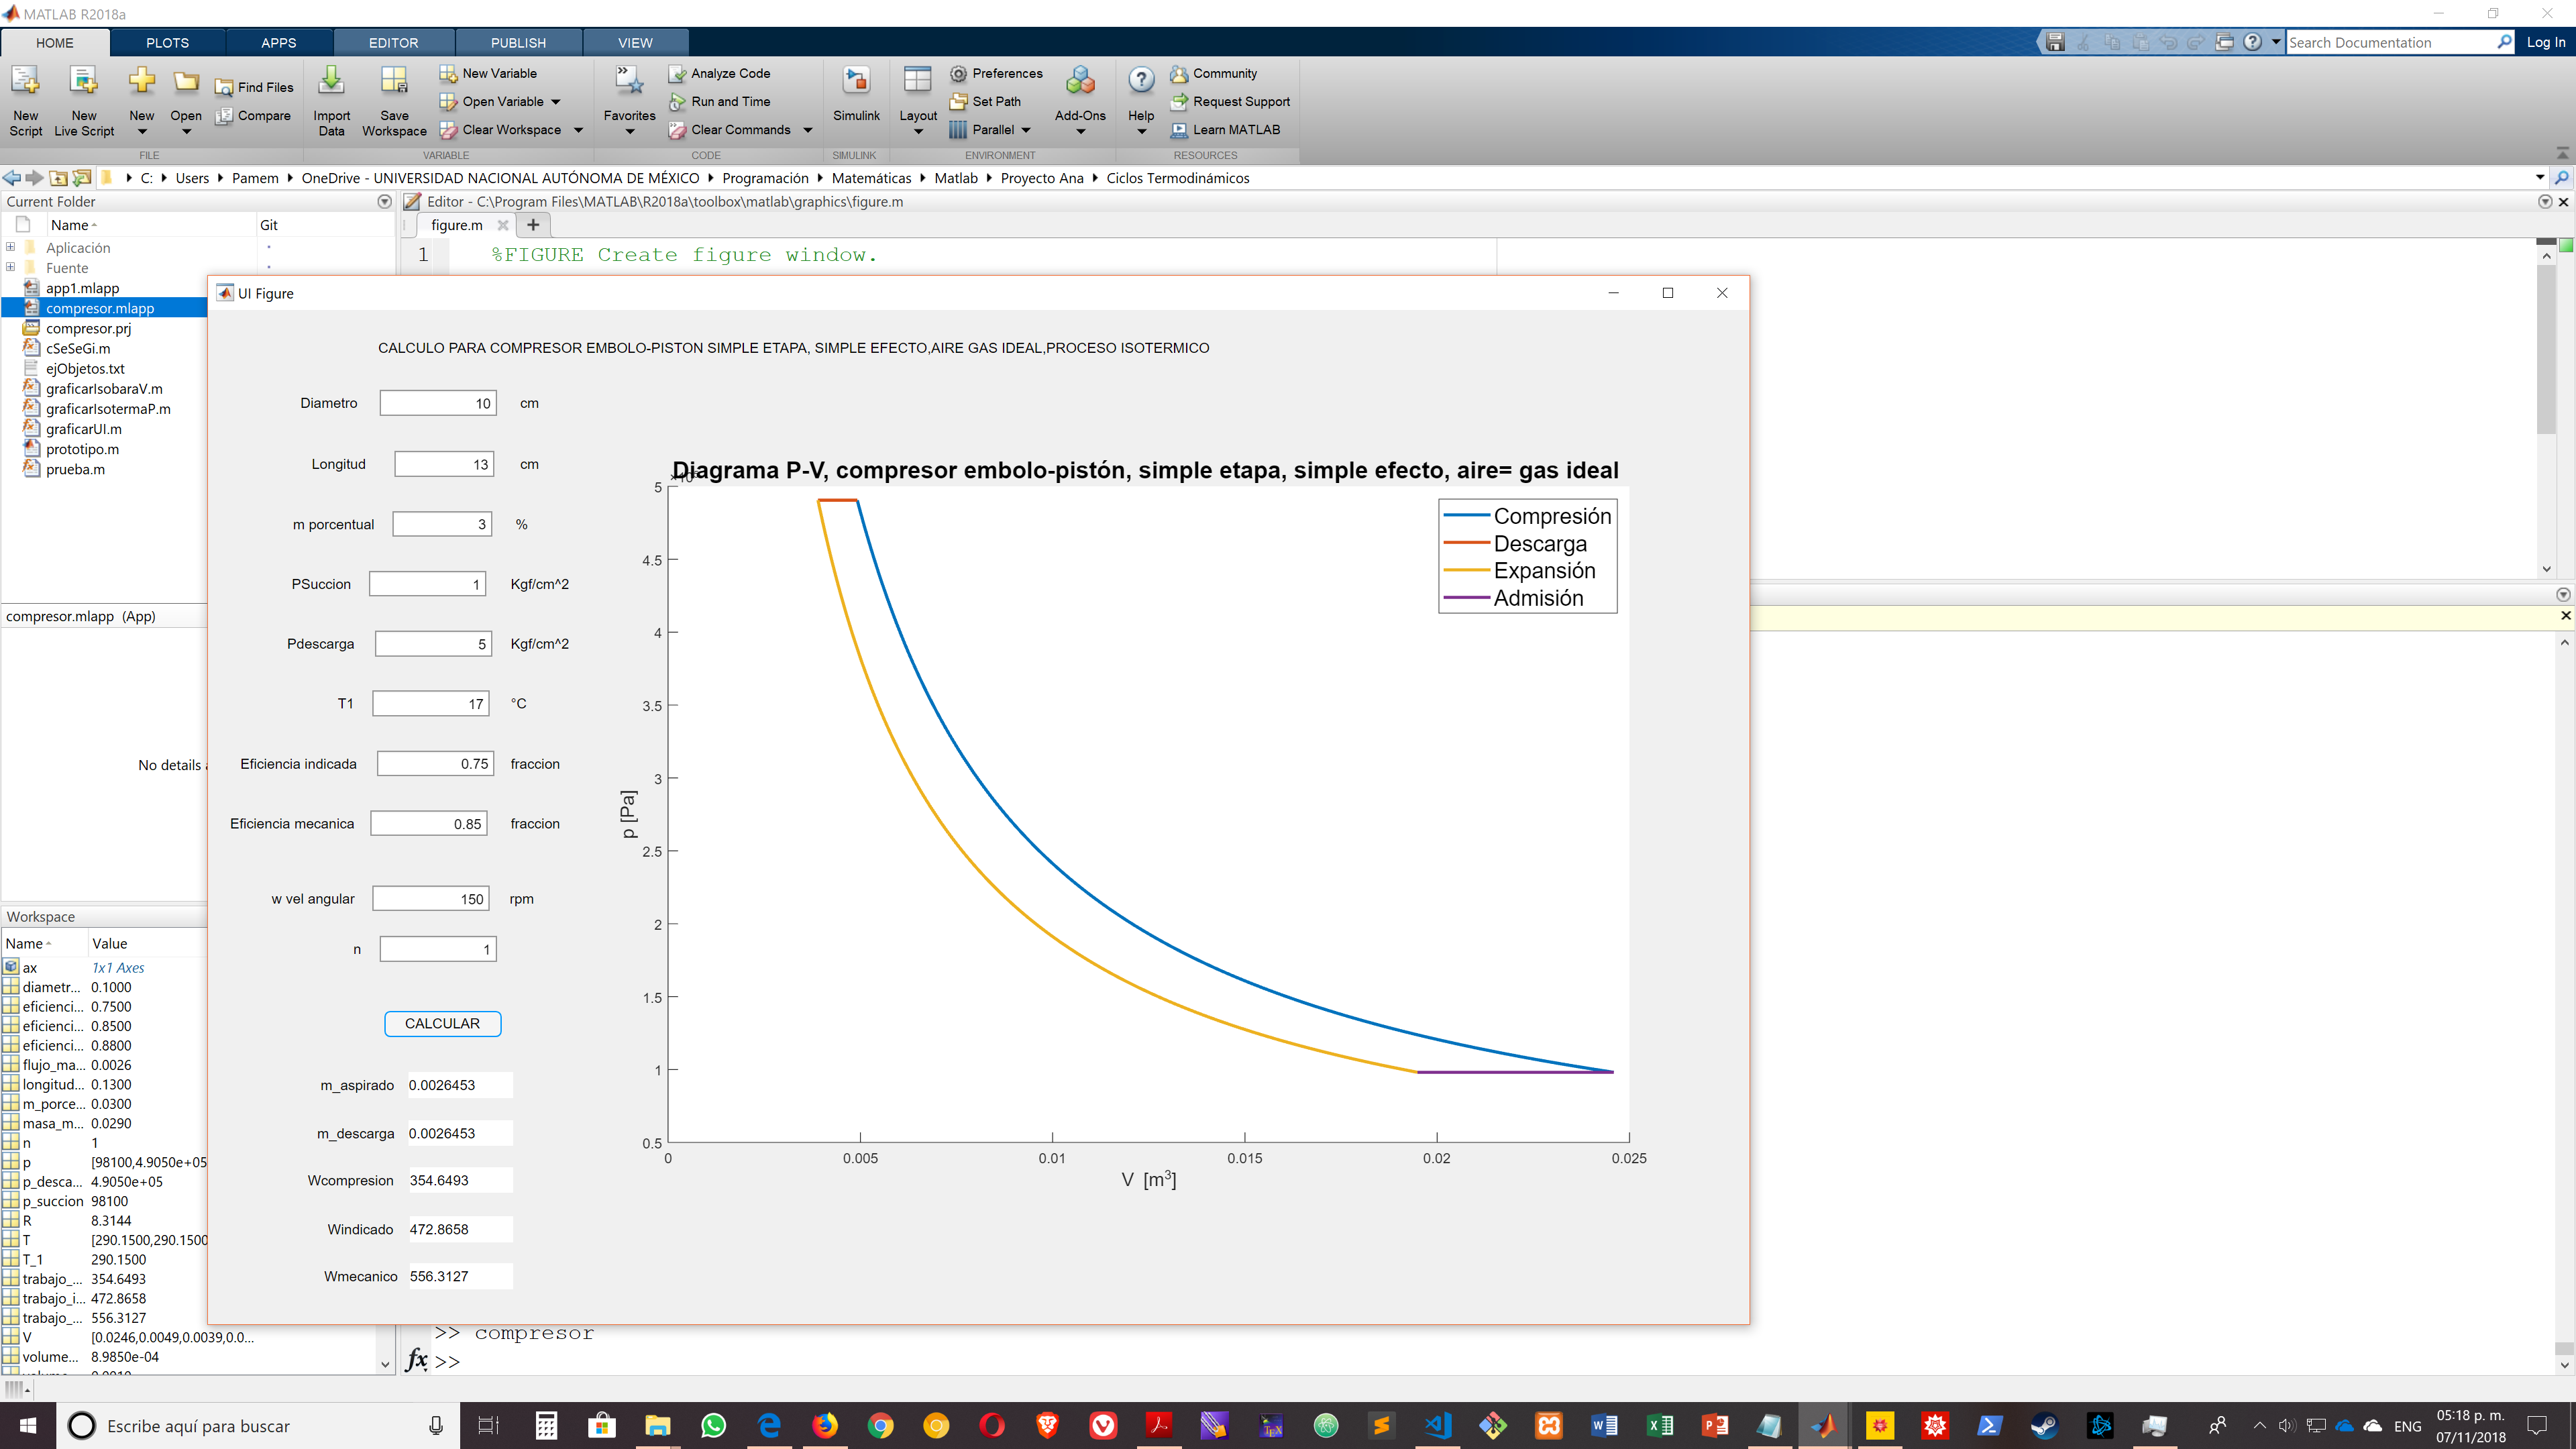 MATLAB R2018a
HOME PLOTS APPS EDITOR PUBLISH VIEW
Search Documentation Log In
New Script
New Live Script
New
Open
Find Files
Compare
FILE
Import Data
Save Workspace
New Variable
Open Variable
Clear Workspace
VARIABLE
Favorites
Analyze Code
Run and Time
Clear Commands
CODE
Simulink
SIMULINK
Layout
Preferences
Set Path
Parallel
Add-Ons
ENVIRONMENT
Help
Community
Request Support
Learn MATLAB
RESOURCES
C: Users Pamem OneDrive - UNIVERSIDAD NACIONAL AUTÓNOMA DE MÉXICO Programación Matemáticas Matlab Proyecto Ana Ciclos Termodinámicos
Current Folder
Name Git
Aplicación
Fuente
app1.mlapp
compresor.mlapp
compresor.prj
cSeSeGi.m
ejObjetos.txt
graficarIsobaraV.m
graficarIsotermaP.m
graficarUI.m
prototipo.m
prueba.m
compresor.mlapp (App)
No details
Editor - C:\Program Files\MATLAB\R2018a\toolbox\matlab\graphics\figure.m
figure.m
1 %FIGURE Create figure window.
UI Figure
CALCULO PARA COMPRESOR EMBOLO-PISTON SIMPLE ETAPA, SIMPLE EFECTO,AIRE GAS IDEAL,PROCESO ISOTERMICO
Diametro 10 cm
Longitud 13 cm
m porcentual 3 %
PSuccion 1 Kgf/cm^2
Pdescarga 5 Kgf/cm^2
T1 17 °C
Eficiencia indicada 0.75 fraccion
Eficiencia mecanica 0.85 fraccion
w vel angular 150 rpm
n 1
CALCULAR
m_aspirado 0.0026453
m_descarga 0.0026453
Wcompresion 354.6493
Windicado 472.8658
Wmecanico 556.3127
Diagrama P-V, compresor embolo-pistón, simple etapa, simple efecto, aire= gas ideal
Compresión
Descarga
Expansión
Admisión
5
4.5
4
3.5
3
2.5
2
1.5
1
0.5
p [Pa]
0 0.005 0.01 0.015 0.02 0.025
V [m³]
Workspace
Name Value
ax 1x1 Axes
diametr... 0.1000
eficienci... 0.7500
eficienci... 0.8500
eficienci... 0.8800
flujo_ma... 0.0026
longitud... 0.1300
m_porce... 0.0300
masa_m... 0.0290
n 1
p [98100,4.9050e+05
p_desca... 4.9050e+05
p_succion 98100
R 8.3144
T [290.1500,290.1500
T_1 290.1500
trabajo_... 354.6493
trabajo_i... 472.8658
trabajo_... 556.3127
V [0.0246,0.0049,0.0039,0.0...
volume... 8.9850e-04
>> compresor
fx >>
Escribe aquí para buscar
ENG
05:18 p. m.
07/11/2018